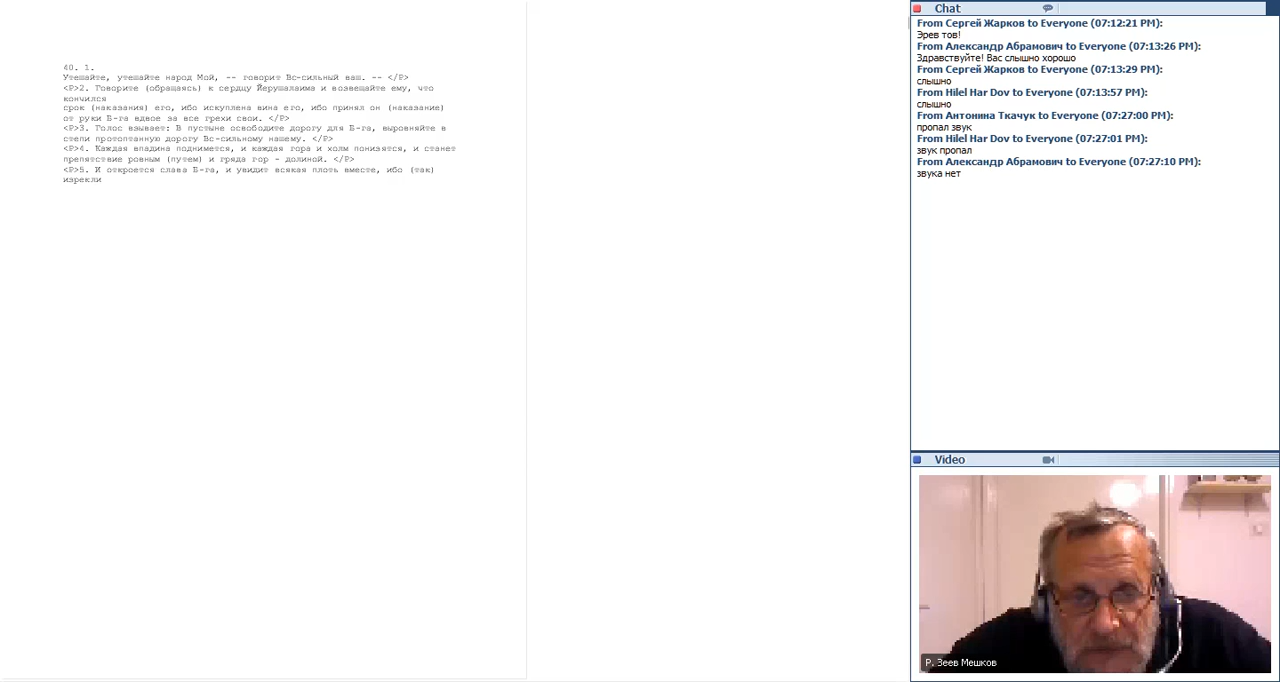 40. 1.
Утешайте, утешайте народ Мой, -- говорит Вс-сильный ваш. -- </P>
<P>2. Говорите (обращаясь) к сердцу Йерушалаима и возвещайте ему, что
кончился
срок (наказания) его, ибо искуплена вина его, ибо принял он (наказание)
от руки Б-га вдвое за все грехи свои. </P>
<P>3. Голос взывает: В пустыне освободите дорогу для Б-га, выровняйте в
степи протоптанную дорогу Вс-сильному нашему. </P>
<P>4. Каждая впадина поднимется, и каждая гора и холм понизятся, и станет
препятствие ровным (путем) и гряда гор - долиной. </P>
<P>5. И откроется слава Б-га, и увидит всякая плоть вместе, ибо (так)
изрекли
Chat
From Сергей Жарков to Everyone (07:12:21 PM):
Эрев тов!
From Александр Абрамович to Everyone (07:13:26 PM):
Здравствуйте! Вас слышно хорошо
From Сергей Жарков to Everyone (07:13:29 PM):
слышно
From Hilel Har Dov to Everyone (07:13:57 PM):
слышно
From Антонина Ткачук to Everyone (07:27:00 PM):
пропал звук
From Hilel Har Dov to Everyone (07:27:01 PM):
звук пропал
From Александр Абрамович to Everyone (07:27:10 PM):
звука нет
Video
Р. Зеев Мешков